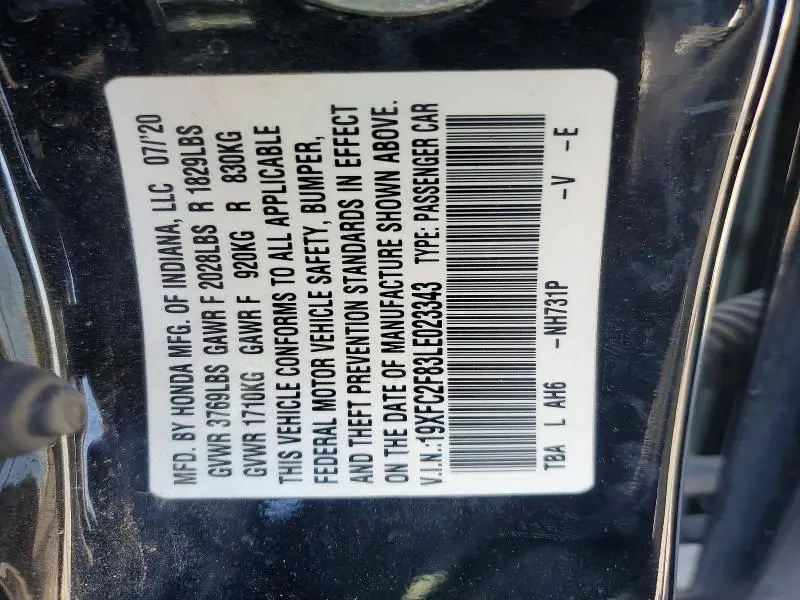 MFD. BY HONDA MFG. OF INDIANA, LLC 07/'20
GVWR 3769LBS GAWR F 2028LBS R 1829LBS
GVWR 1710KG GAWR F 920KG R 830KG
THIS VEHICLE CONFORMS TO ALL APPLICABLE
FEDERAL MOTOR VEHICLE SAFETY, BUMPER,
AND THEFT PREVENTION STANDARDS IN EFFECT
ON THE DATE OF MANUFACTURE SHOWN ABOVE.
V.I.N.:19XFC2F83LE023343 TYPE: PASSENGER CAR
TBA L AH6 -NH731P -V -E